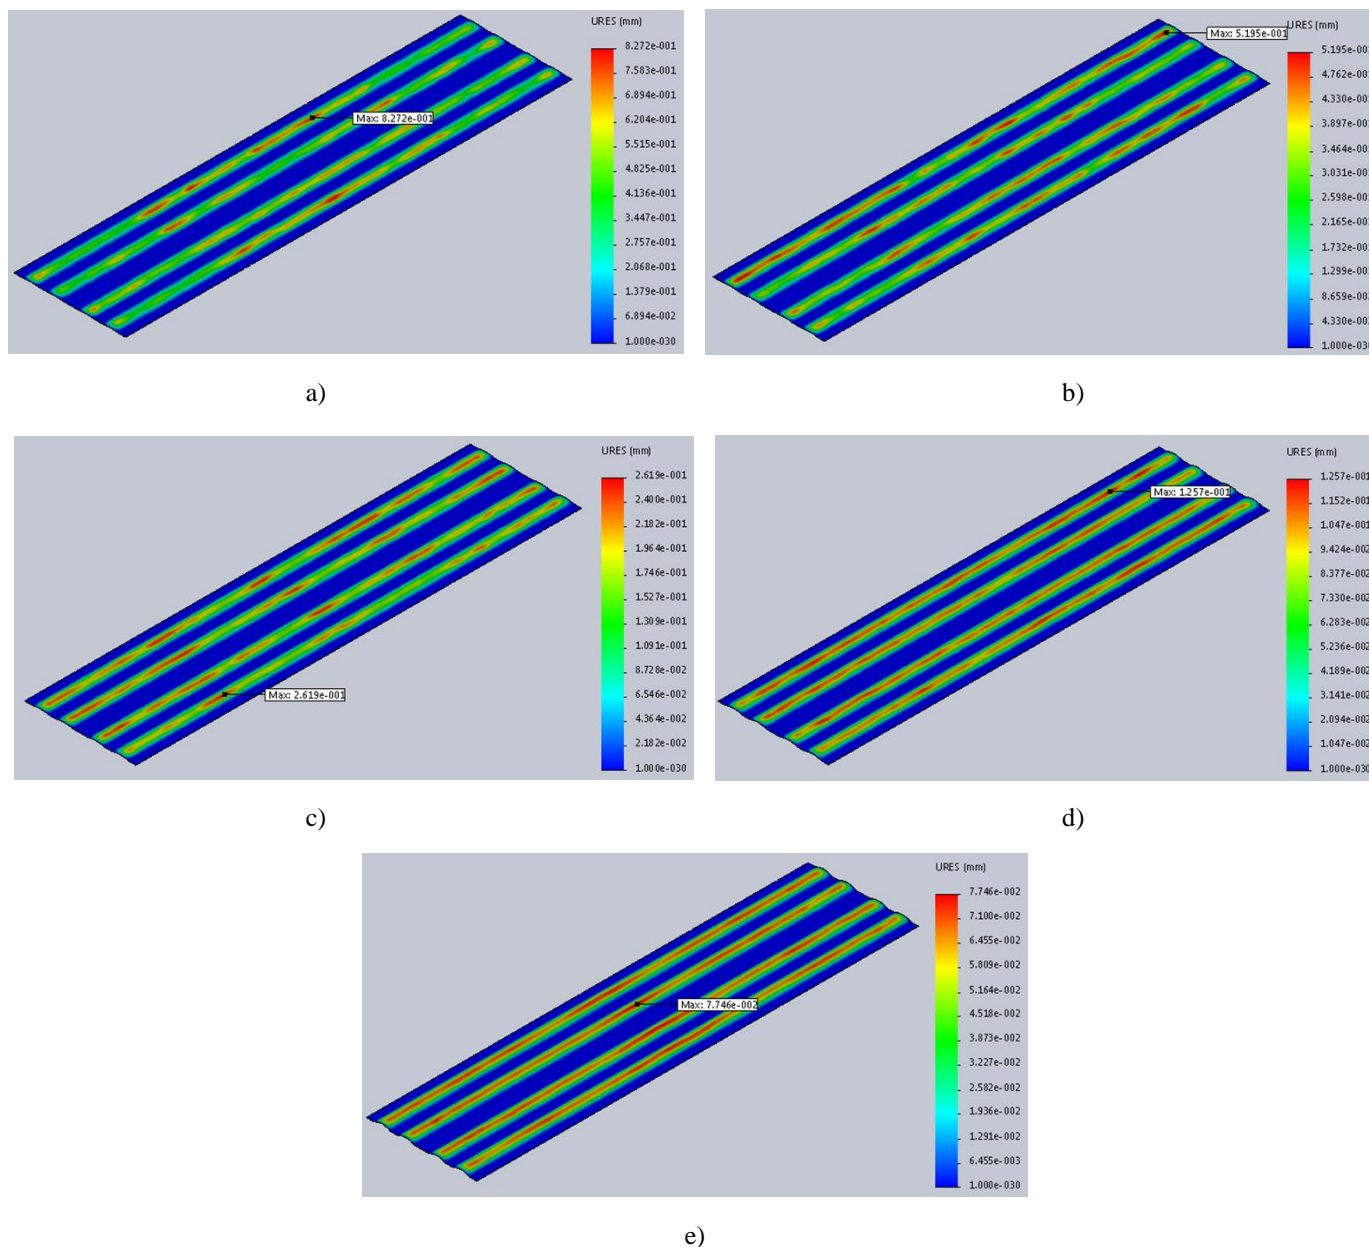 URES (mm)
8.272e-001
7.583e-001
6.894e-001
6.204e-001
5.515e-001
4.825e-001
4.136e-001
3.447e-001
2.757e-001
2.068e-001
1.379e-001
6.894e-002
1.000e-030
Max: 8.272e-001
a)
URES (mm)
5.195e-001
4.762e-001
4.330e-001
3.897e-001
3.464e-001
3.031e-001
2.598e-001
2.165e-001
1.732e-001
1.299e-001
8.659e-002
4.330e-002
1.000e-030
Max: 5.195e-001
b)
URES (mm)
2.619e-001
2.400e-001
2.182e-001
1.964e-001
1.746e-001
1.527e-001
1.309e-001
1.091e-001
8.728e-002
6.546e-002
4.364e-002
2.182e-002
1.000e-030
Max: 2.619e-001
c)
URES (mm)
1.257e-001
1.152e-001
1.047e-001
9.424e-002
8.377e-002
7.330e-002
6.283e-002
5.236e-002
4.189e-002
3.141e-002
2.094e-002
1.047e-002
1.000e-030
Max: 1.257e-001
d)
URES (mm)
7.746e-002
7.100e-002
6.455e-002
5.809e-002
5.164e-002
4.518e-002
3.873e-002
3.227e-002
2.582e-002
1.936e-002
1.291e-002
6.455e-003
1.000e-030
Max: 7.746e-002
e)